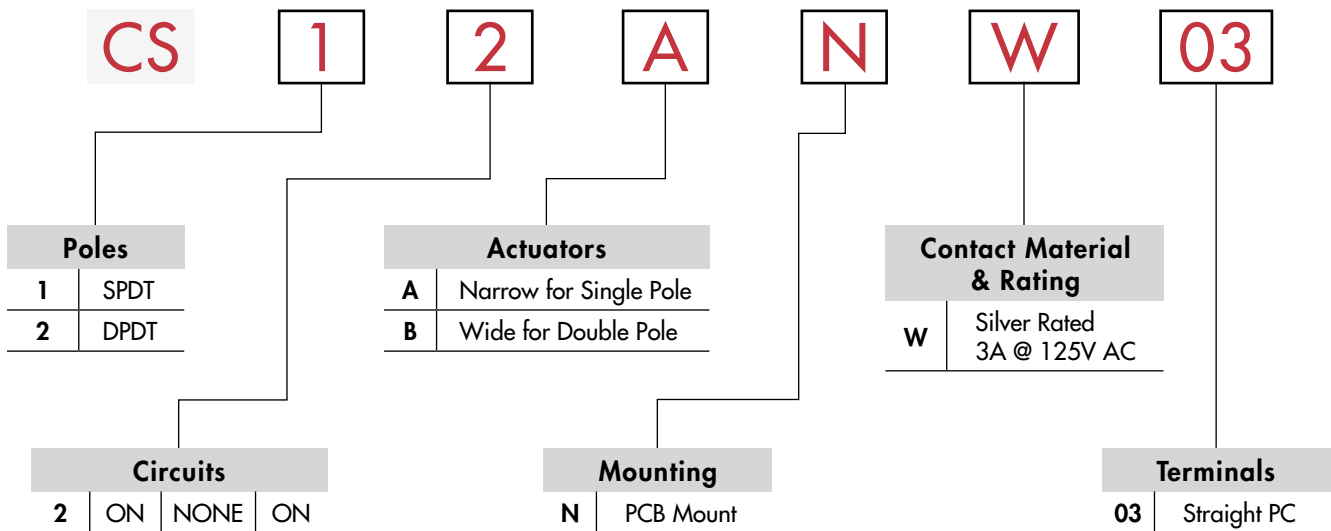 CS 1 2 A N W 03
Poles
1 SPDT
2 DPDT
Actuators
A Narrow for Single Pole
B Wide for Double Pole
Contact Material
& Rating
W Silver Rated
3A @ 125V AC
Circuits
2 ON NONE ON
Mounting
N PCB Mount
Terminals
03 Straight PC